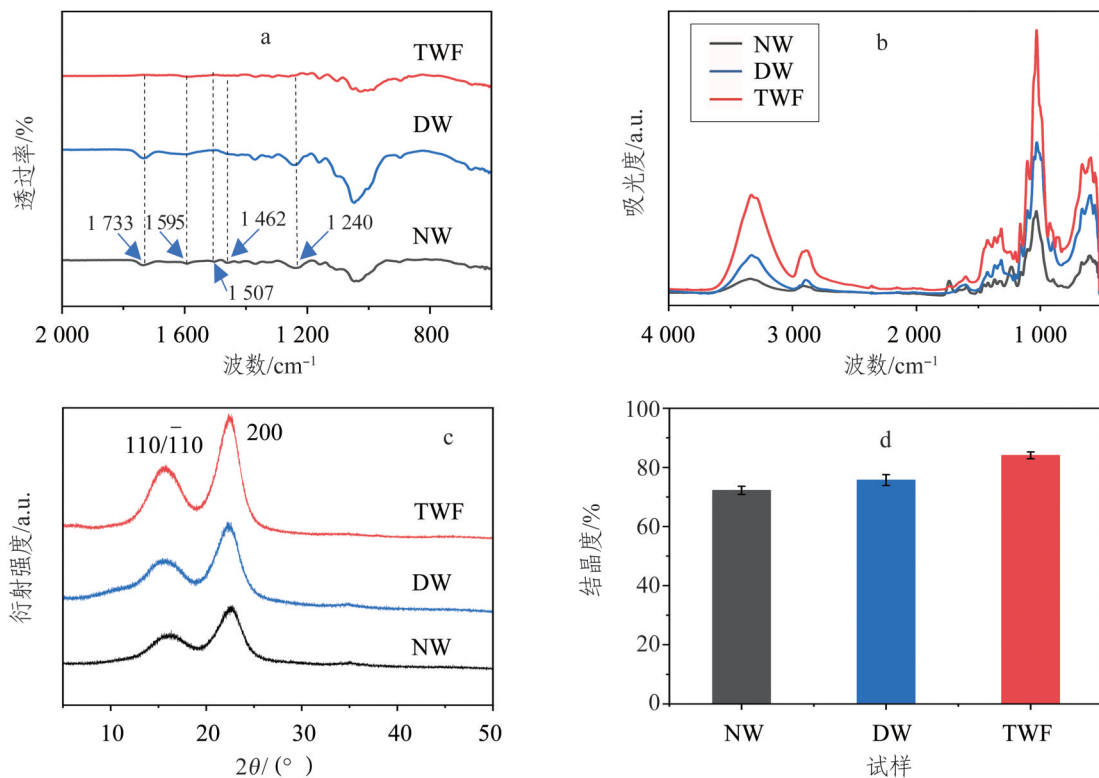 a
TWF
DW
NW
1 733
1 595
1 462
1 240
1 507
透过率/%
2 000
1 600
1 200
800
波数/cm⁻¹
b
NW
DW
TWF
吸光度/a.u.
4 000
3 000
2 000
1 000
波数/cm⁻¹
c
110/1̅10
200
TWF
DW
NW
衍射强度/a.u.
10
20
30
40
50
2θ/(°)
d
100
80
60
40
20
0
结晶度/%
NW
DW
TWF
试样